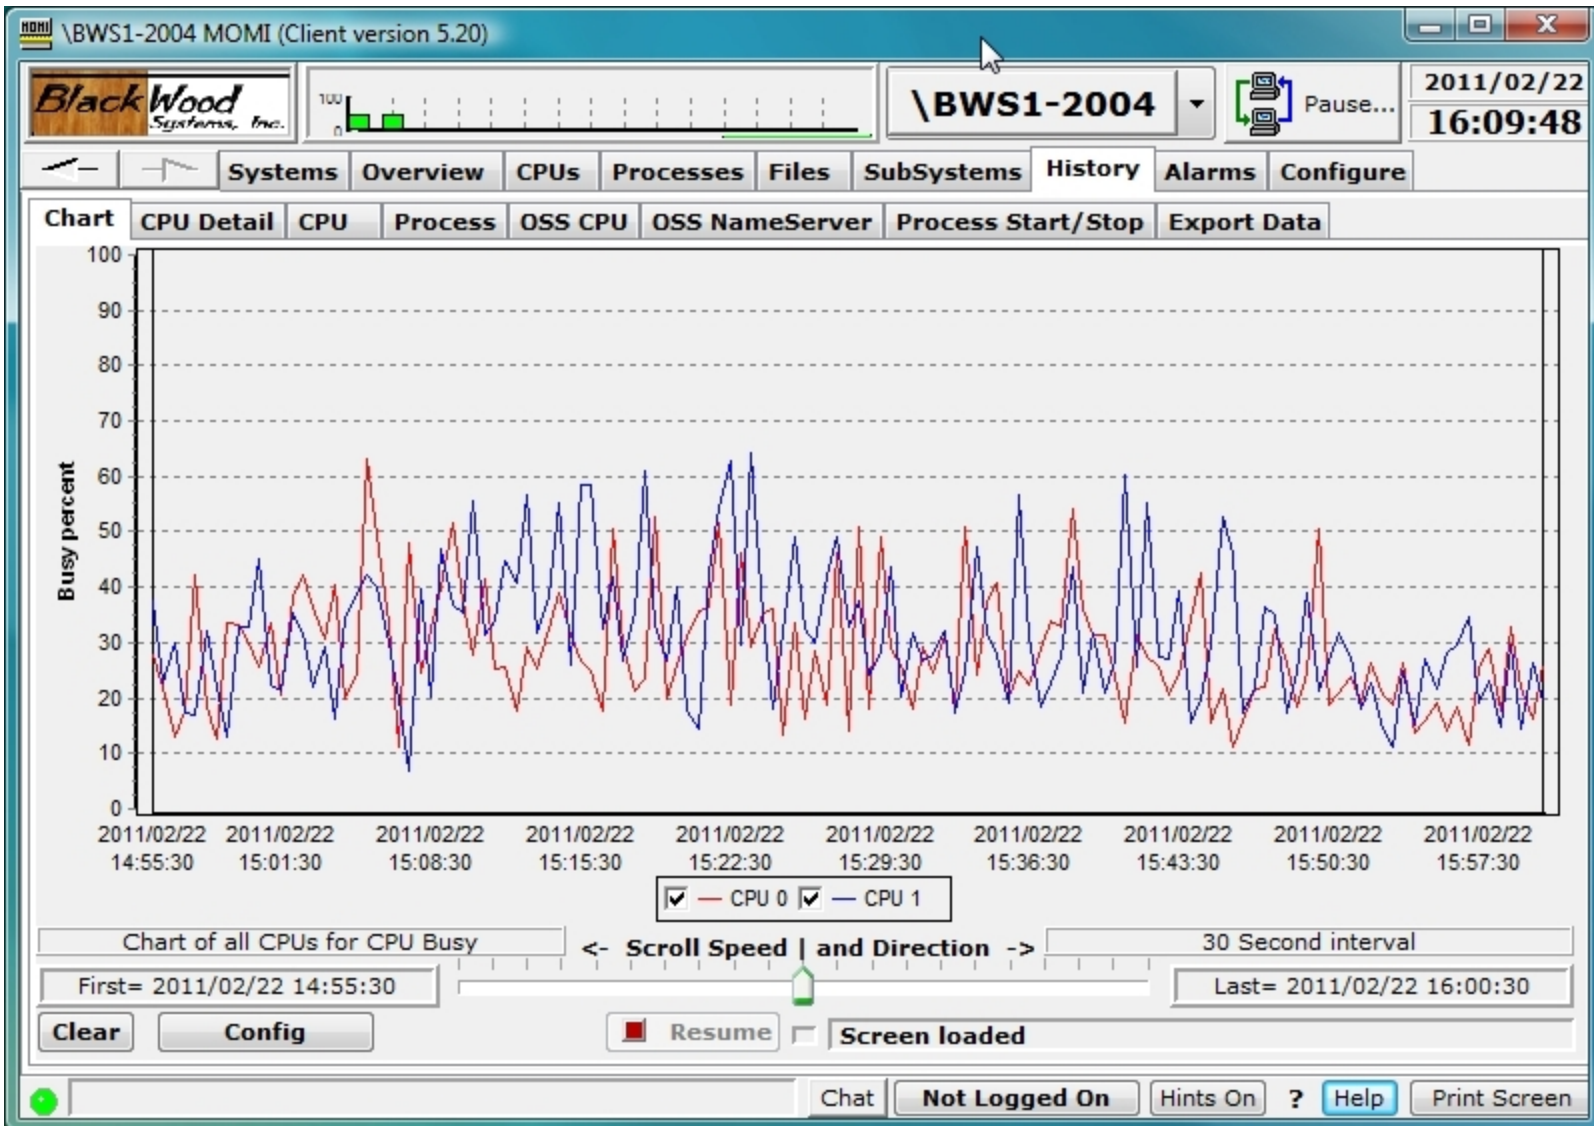 MOMI \BWS1-2004 MOMI (Client version 5.20)
BlackWood
Systems, Inc.
100
0
\BWS1-2004
Pause...
2011/02/22
16:09:48
Systems Overview CPUs Processes Files SubSystems History Alarms Configure
Chart CPU Detail CPU Process OSS CPU OSS NameServer Process Start/Stop Export Data
100
90
80
70
60
50
40
30
20
10
0
Busy percent
2011/02/22 2011/02/22 2011/02/22 2011/02/22 2011/02/22 2011/02/22 2011/02/22 2011/02/22 2011/02/22 2011/02/22
14:55:30 15:01:30 15:08:30 15:15:30 15:22:30 15:29:30 15:36:30 15:43:30 15:50:30 15:57:30
CPU 0 CPU 1
Chart of all CPUs for CPU Busy <- Scroll Speed | and Direction -> 30 Second interval
First= 2011/02/22 14:55:30 Last= 2011/02/22 16:00:30
Clear Config Resume Screen loaded
Chat Not Logged On Hints On ? Help Print Screen